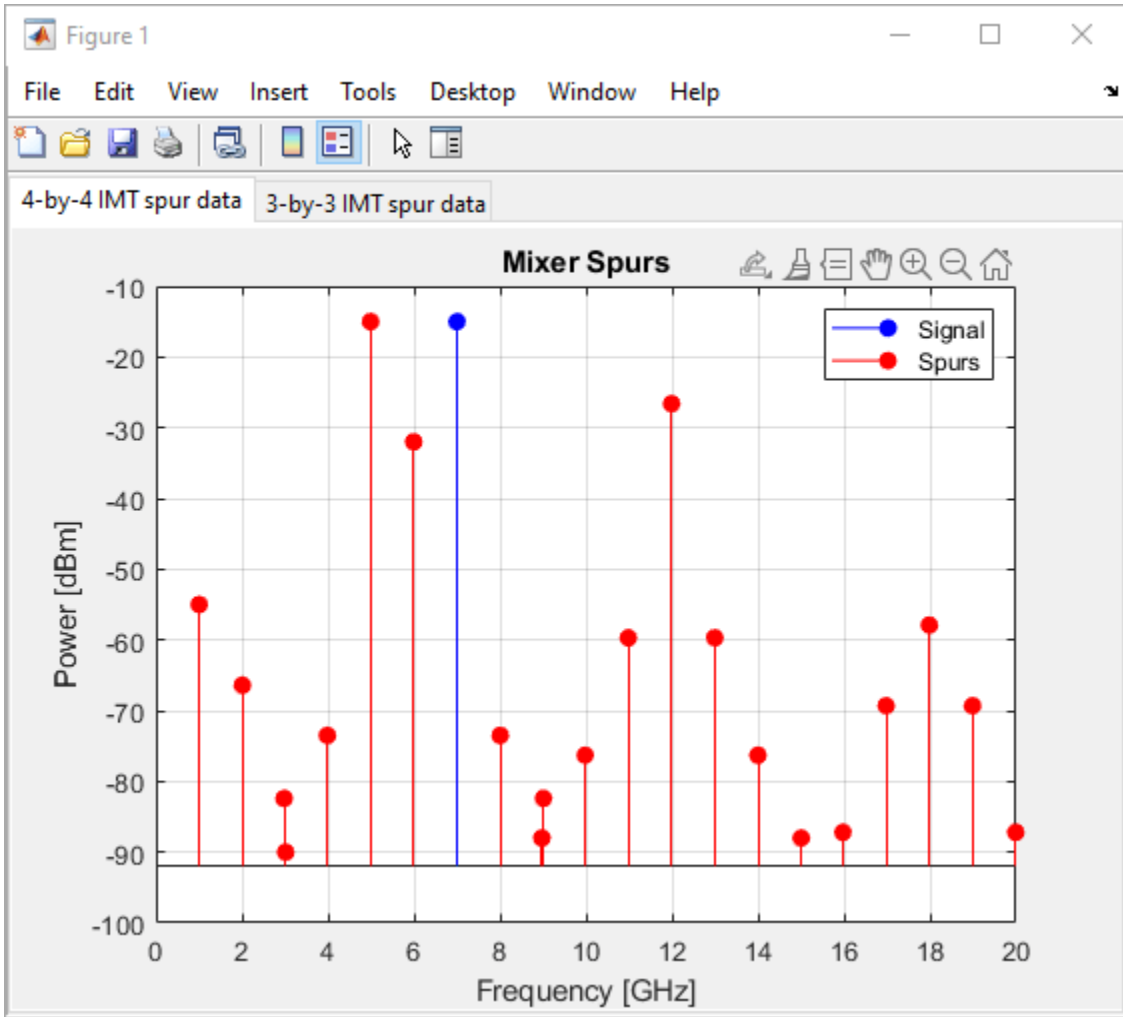 Figure 1
File Edit View Insert Tools Desktop Window Help
4-by-4 IMT spur data 3-by-3 IMT spur data
Mixer Spurs
-10
-20
-30
-40
-50
-60
-70
-80
-90
-100
Power [dBm]
Signal
Spurs
0 2 4 6 8 10 12 14 16 18 20
Frequency [GHz]